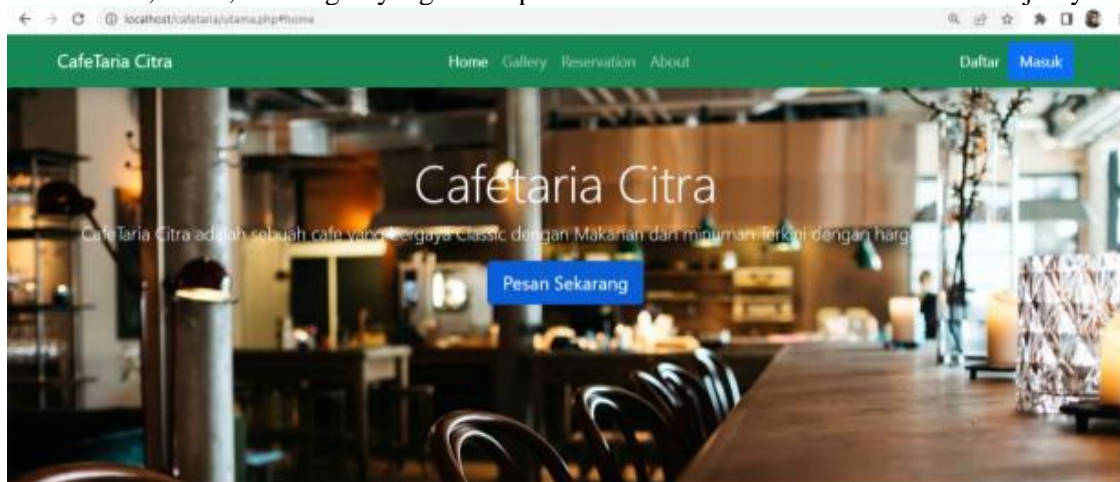 localhost/cafetaria/utama.php#home
CafeTaria Citra
Home Gallery Reservation About
Daftar Masuk
Cafetaria Citra
CafeTaria Citra adalah sebuah cafe yang bergaya Classic dengan Makanan dan minuman Terkini dengan harg
Pesan Sekarang